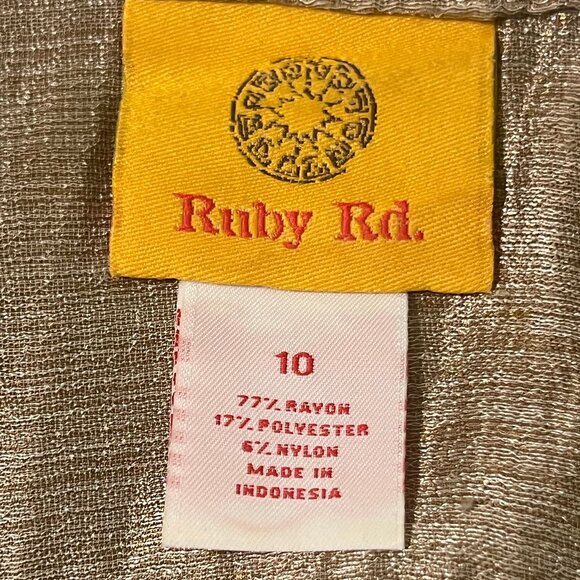 Ruby Rd.
10
77% RAYON
17% POLYESTER
6% NYLON
MADE IN
INDONESIA